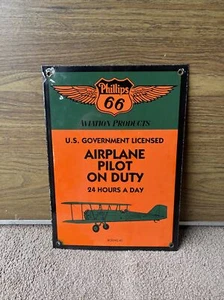 Phillips
66
AVIATION PRODUCTS
U.S. GOVERNMENT LICENSED
AIRPLANE
PILOT
ON DUTY
24 HOURS A DAY